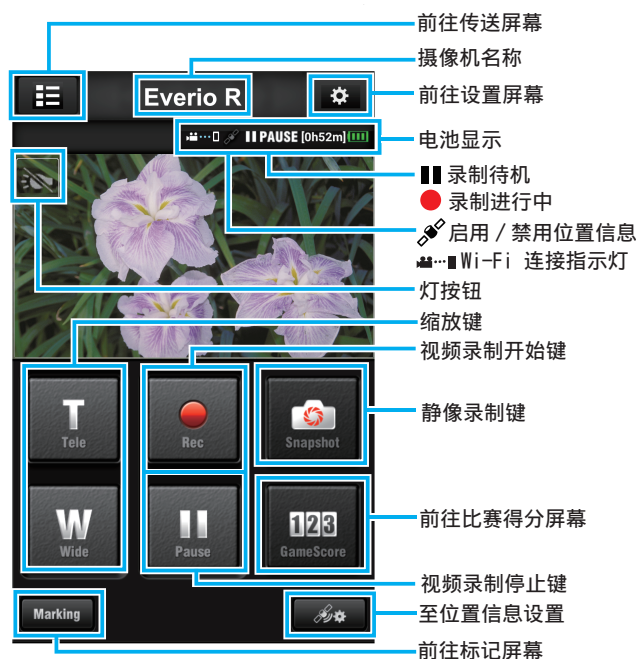 前往传送屏幕
摄像机名称
Everio R
前往设置屏幕
PAUSE [0h52m]
电池显示
录制待机
录制进行中
启用 / 禁用位置信息
Wi-Fi 连接指示灯
灯按钮
缩放键
视频录制开始键
T
Tele
Rec
Snapshot
静像录制键
W
Wide
Pause
123
GameScore
前往比赛得分屏幕
视频录制停止键
Marking
至位置信息设置
前往标记屏幕